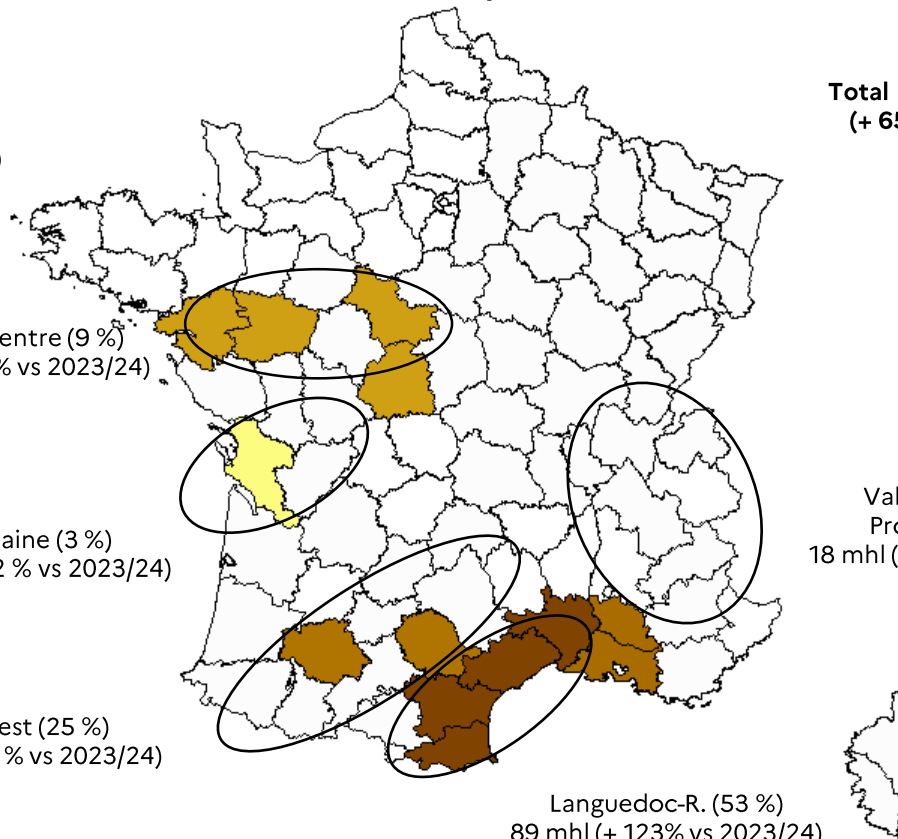 Total
(+ 65
)
entre (9 %)
% vs 2023/24)
Val
Pro
18 mhl (
aine (3 %)
2 % vs 2023/24)
est (25 %)
% vs 2023/24)
Languedoc-R. (53 %)
89 mhl (+ 123% vs 2023/24)